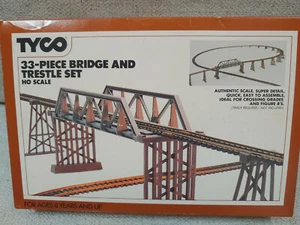 TYCO
33-PIECE BRIDGE AND
TRESTLE SET
HO SCALE
AUTHENTIC SCALE, SUPER DETAIL,
QUICK, EASY TO ASSEMBLE,
IDEAL FOR CROSSING GRADES
AND FIGURE 8'S.
FOR AGES 8 YEARS AND UP